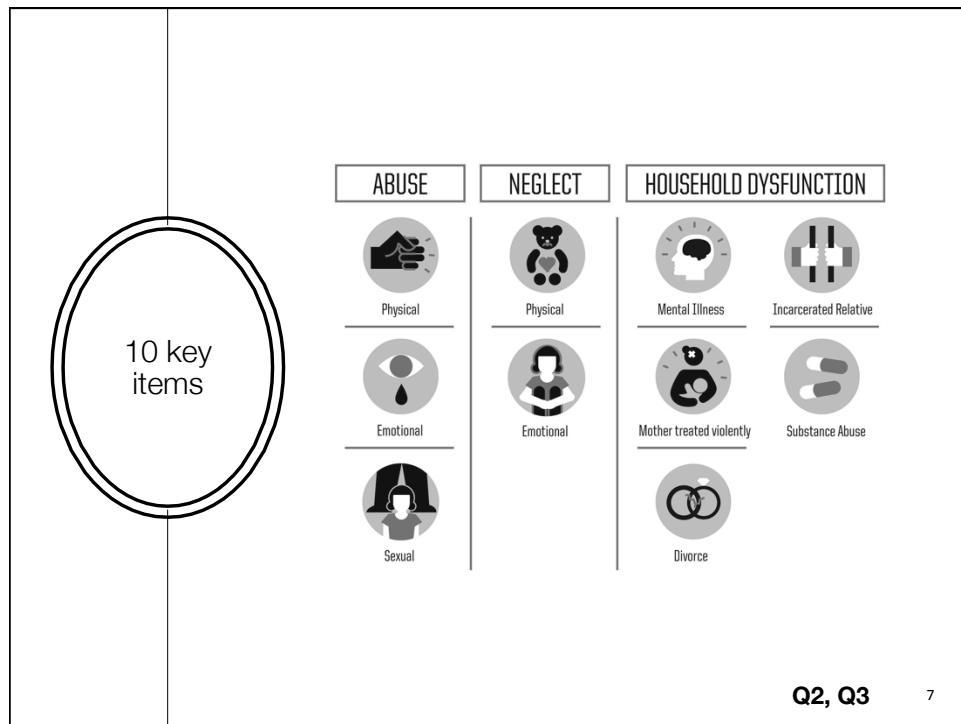 10 key
items
ABUSE
Physical
Emotional
Sexual
NEGLECT
Physical
Emotional
HOUSEHOLD DYSFUNCTION
Mental Illness
Incarcerated Relative
Mother treated violently
Substance Abuse
Divorce
Q2, Q3
7